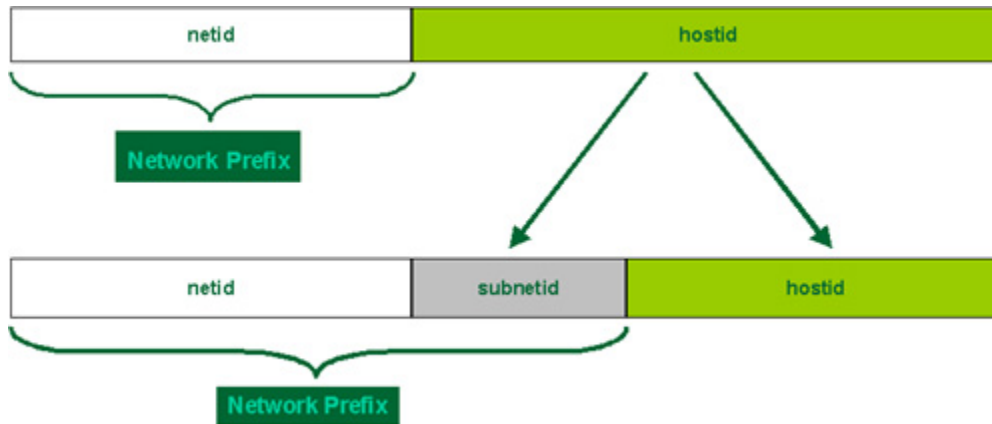 netid hostid
Network Prefix
netid subnetid hostid
Network Prefix